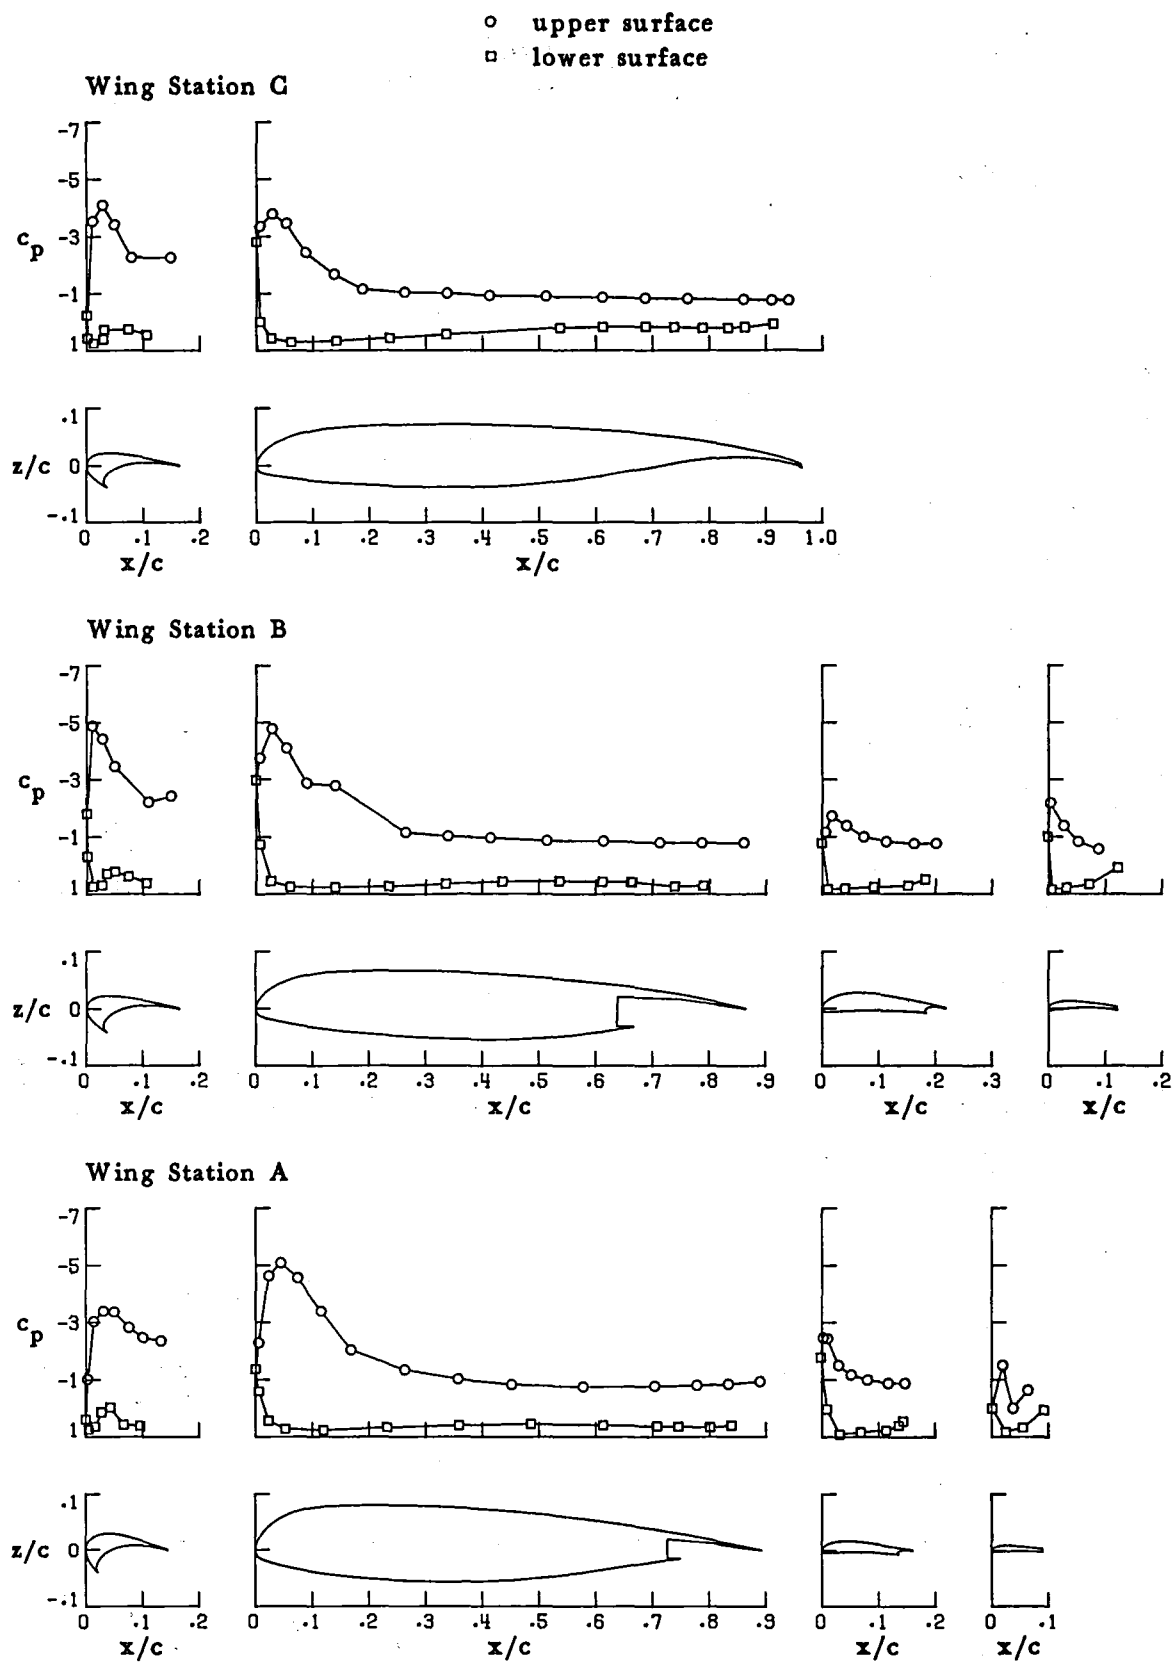 upper surface
lower surface
Wing Station C
-7
-5
-3
-1
1
c_p
.1
0
-.1
z/c
0 .1 .2
0 .1 .2 .3 .4 .5 .6 .7 .8 .9 1.0
x/c x/c
Wing Station B
-7
-5
-3
-1
1
c_p
.1
0
-.1
z/c
0 .1 .2
0 .1 .2 .3 .4 .5 .6 .7 .8 .9
0 .1 .2 .3
0 .1 .2
x/c x/c x/c x/c
Wing Station A
-7
-5
-3
-1
1
c_p
.1
0
-.1
z/c
0 .1 .2
0 .1 .2 .3 .4 .5 .6 .7 .8 .9
0 .1 .2
0 .1
x/c x/c x/c x/c